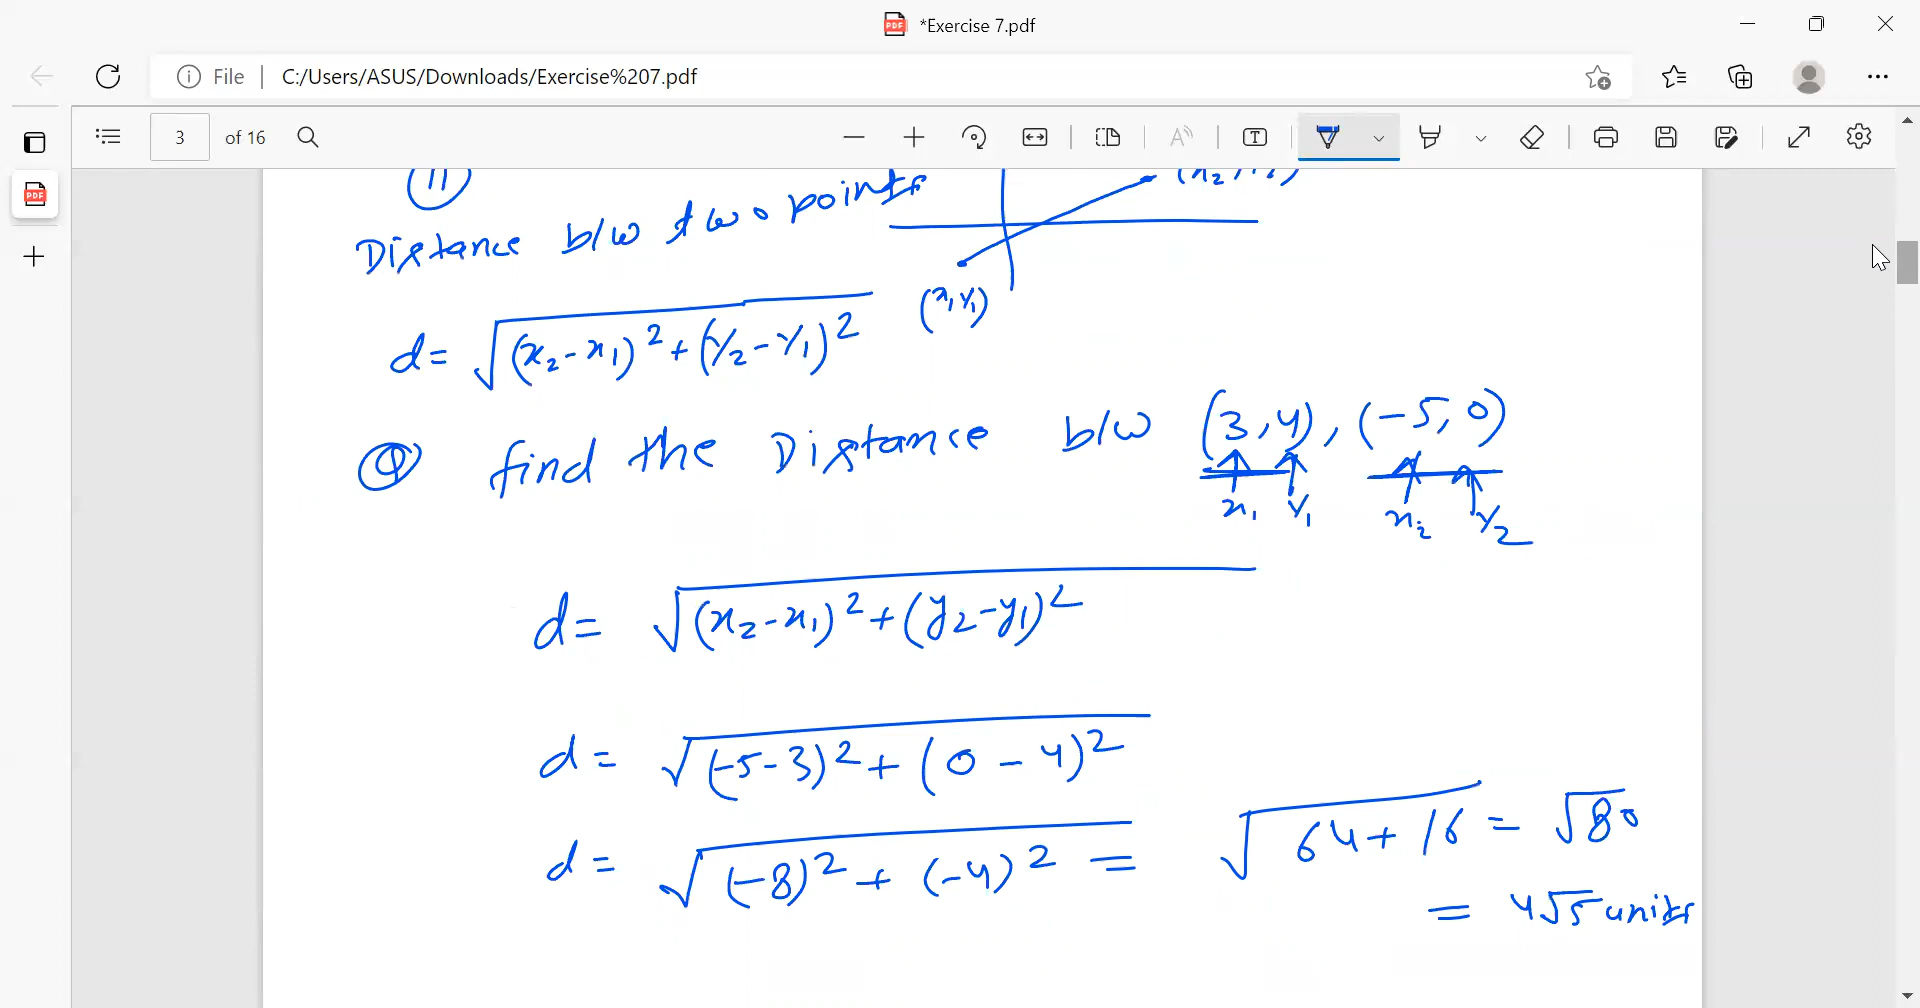 *Exercise 7.pdf
File | C:/Users/ASUS/Downloads/Exercise%207.pdf
3 of 16
(11)
Distance b/w two points
(x₁, y₁)
d = √(x₂-x₁)² + (y₂-y₁)²
Q find the Distance b/w (3,4), (-5,0)
x₁ y₁ x₂ y₂
d = √(x₂-x₁)² + (y₂-y₁)²
d = √(-5-3)² + (0-4)²
d = √(-8)² + (-4)² = √64+16 = √80
= 4√5 units